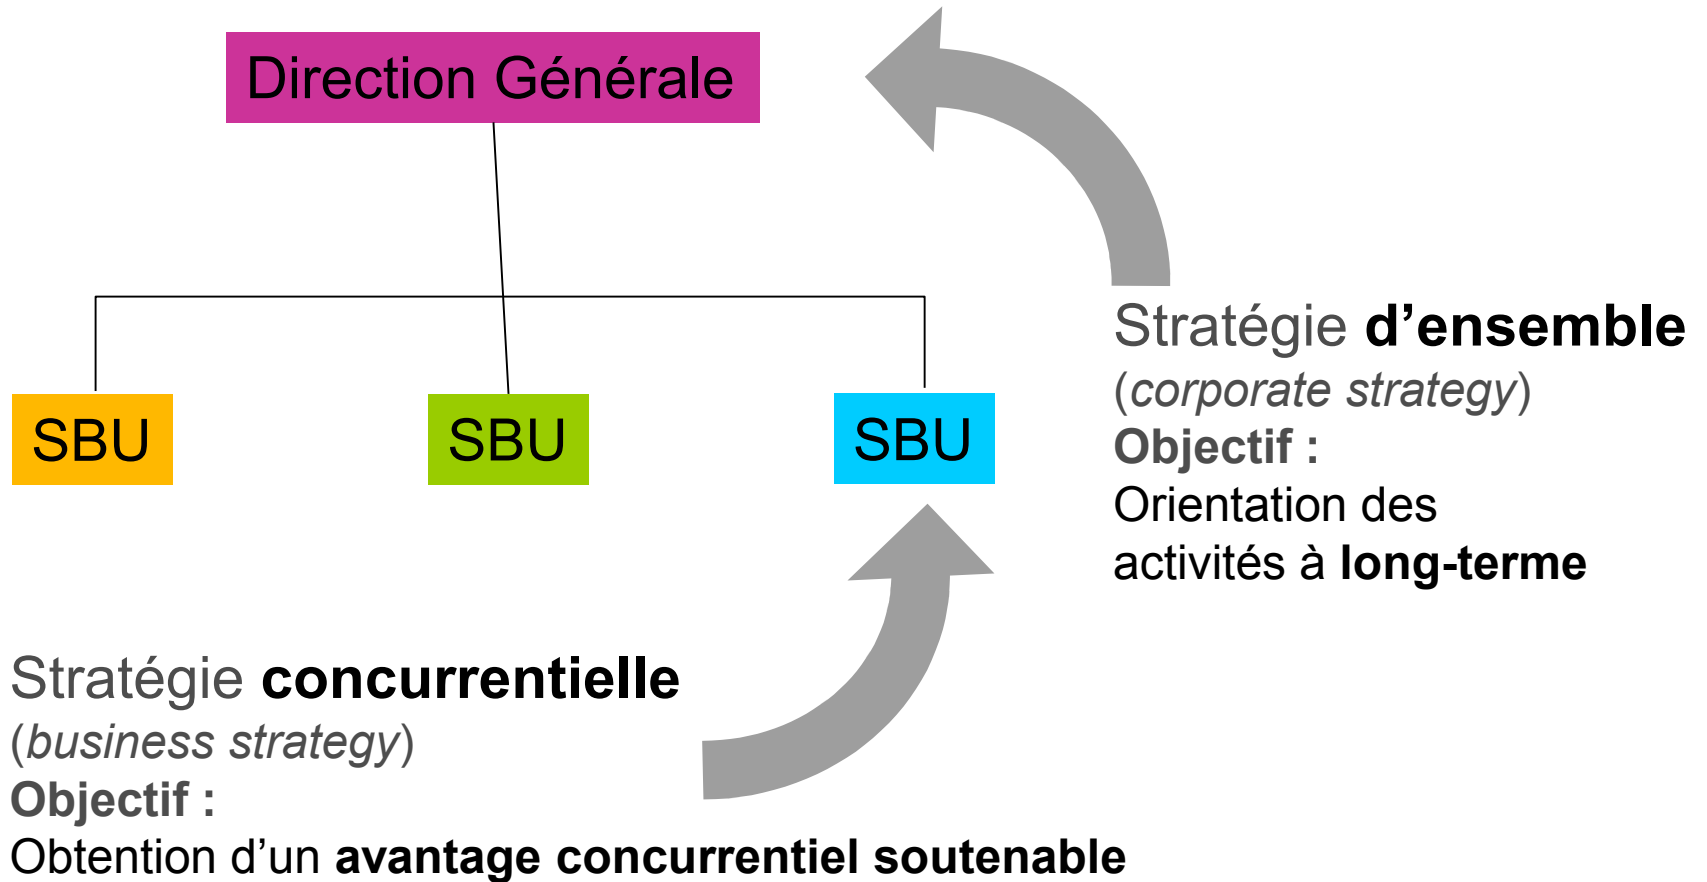 Direction Générale
SBU
SBU
SBU
Stratégie d’ensemble
(corporate strategy)
Objectif :
Orientation des
activités à long-terme
Stratégie concurrentielle
(business strategy)
Objectif :
Obtention d’un avantage concurrentiel soutenable